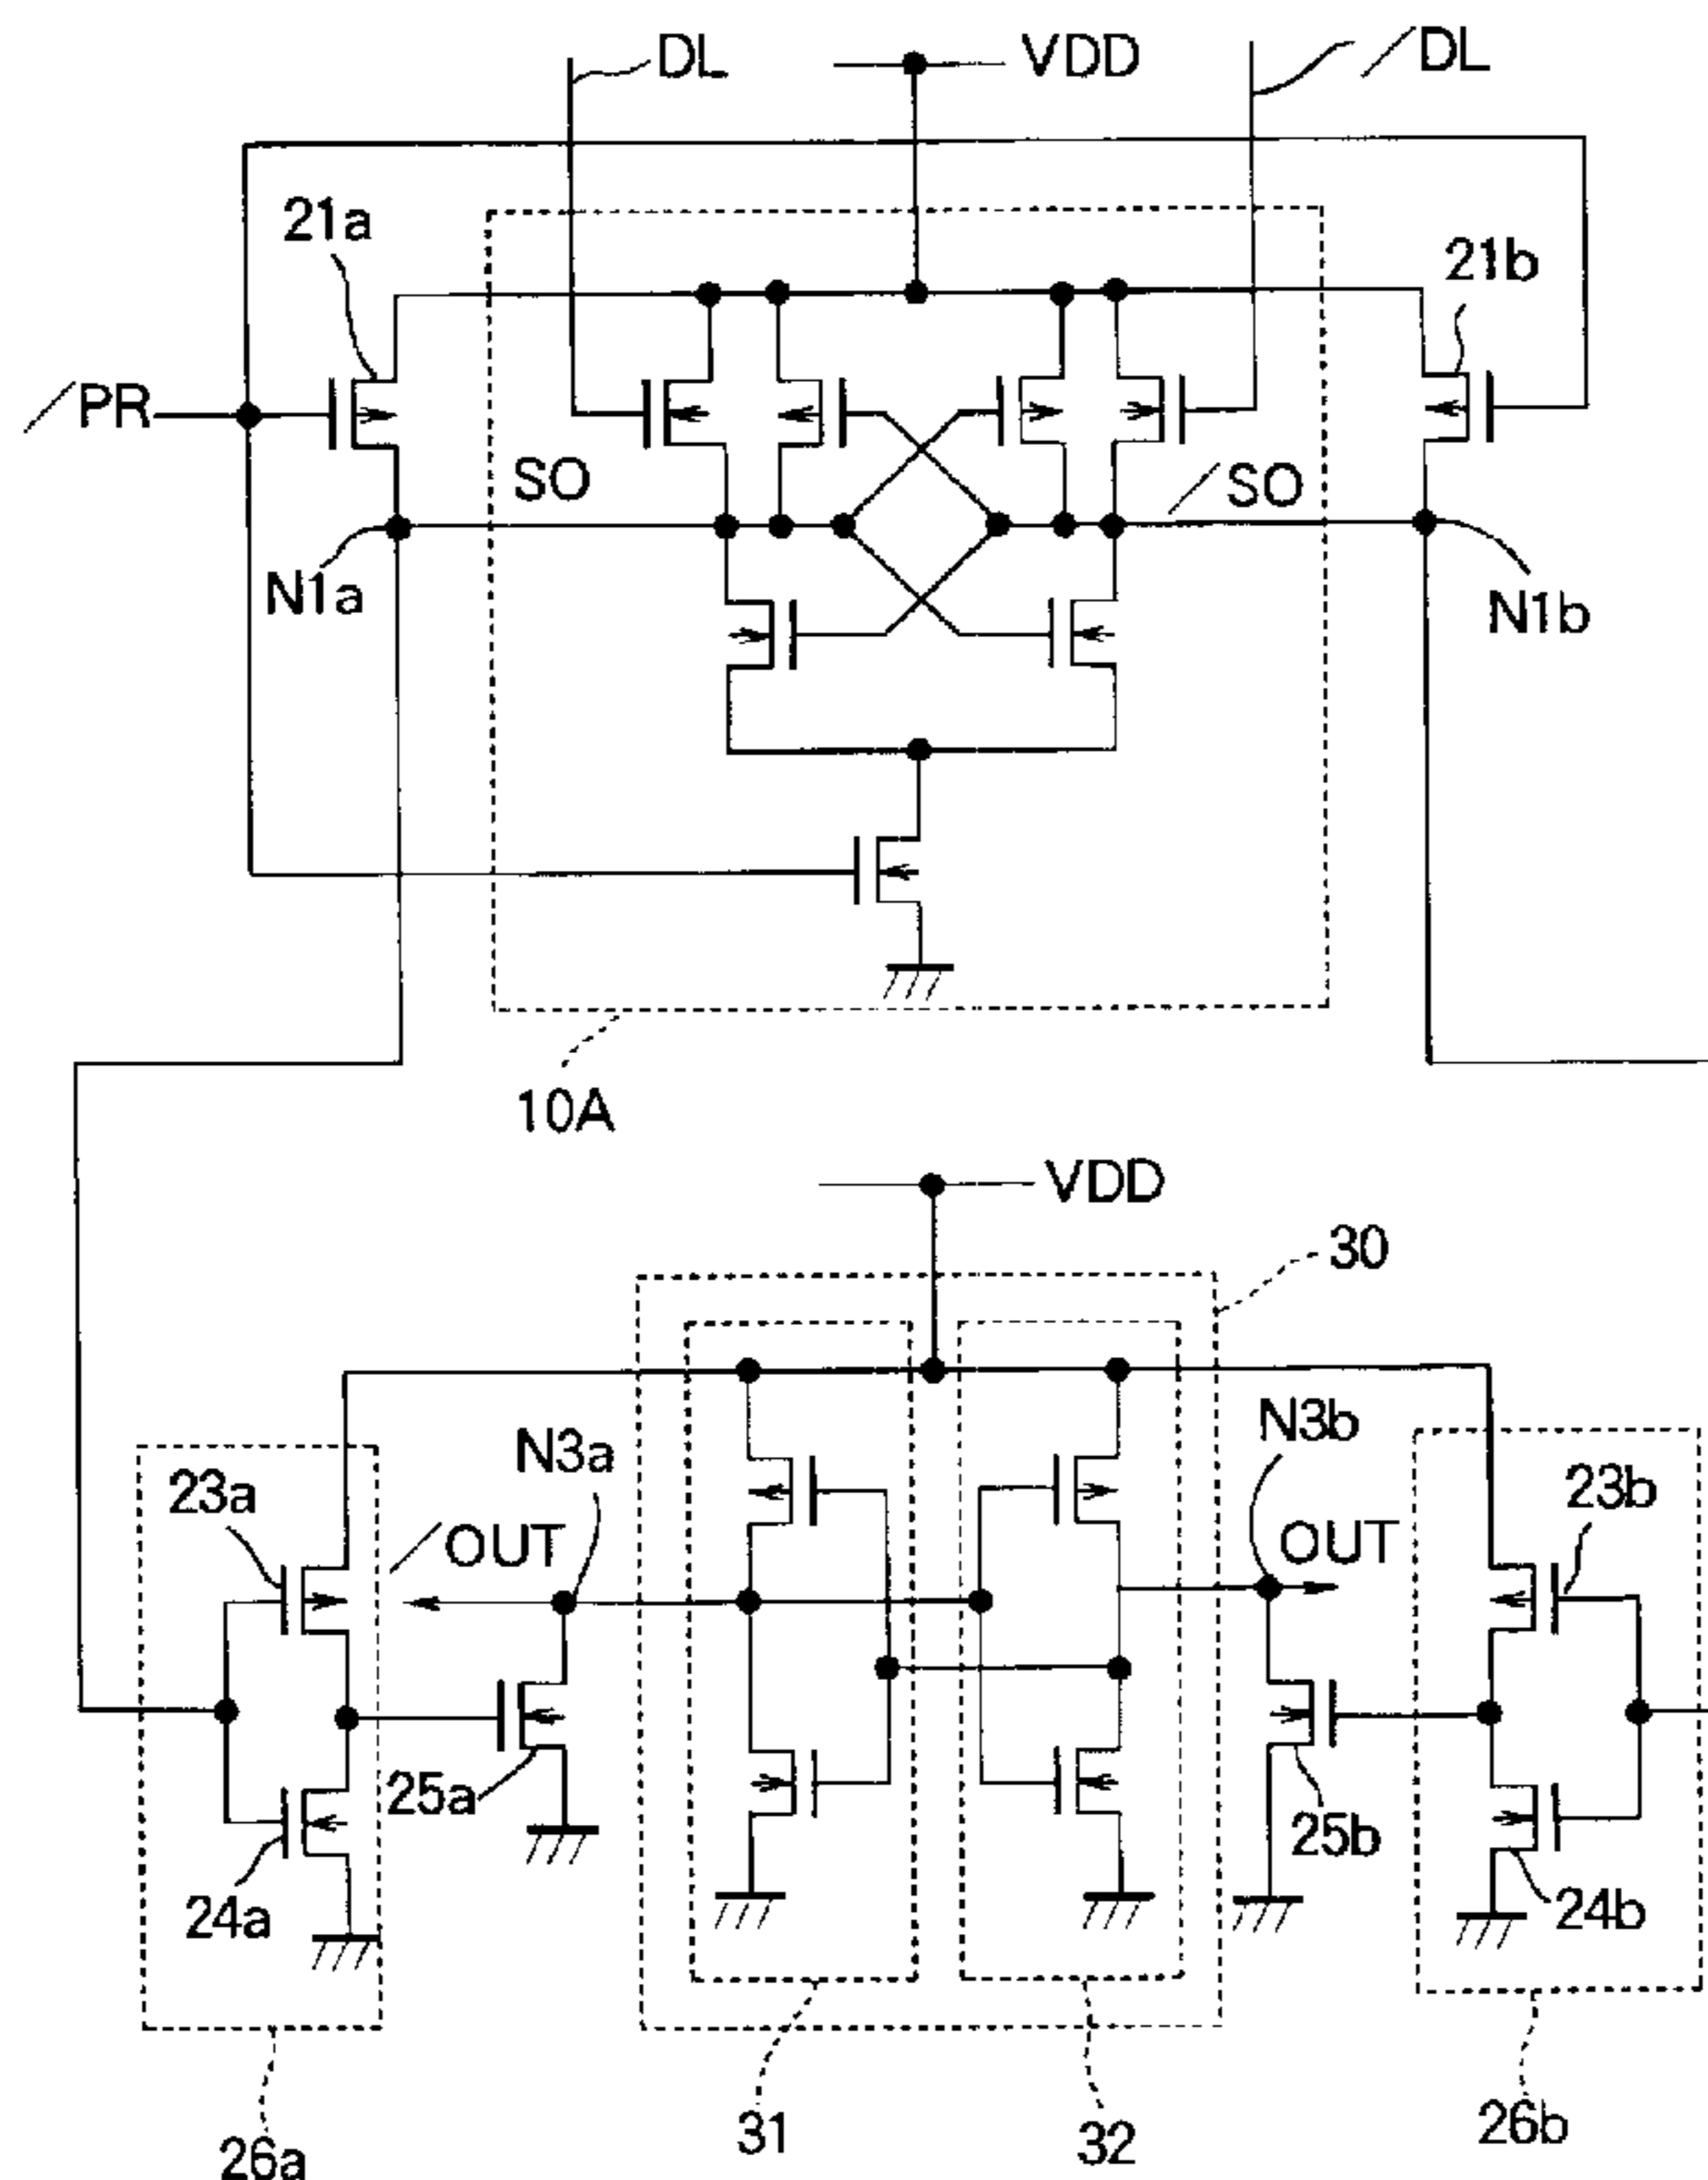 DL
VDD
/DL
21a
21b
/PR
SO
/SO
N1a
N1b
10A
VDD
30
N3a
N3b
23a
/OUT
OUT
23b
25a
25b
24a
24b
31
32
26a
26b